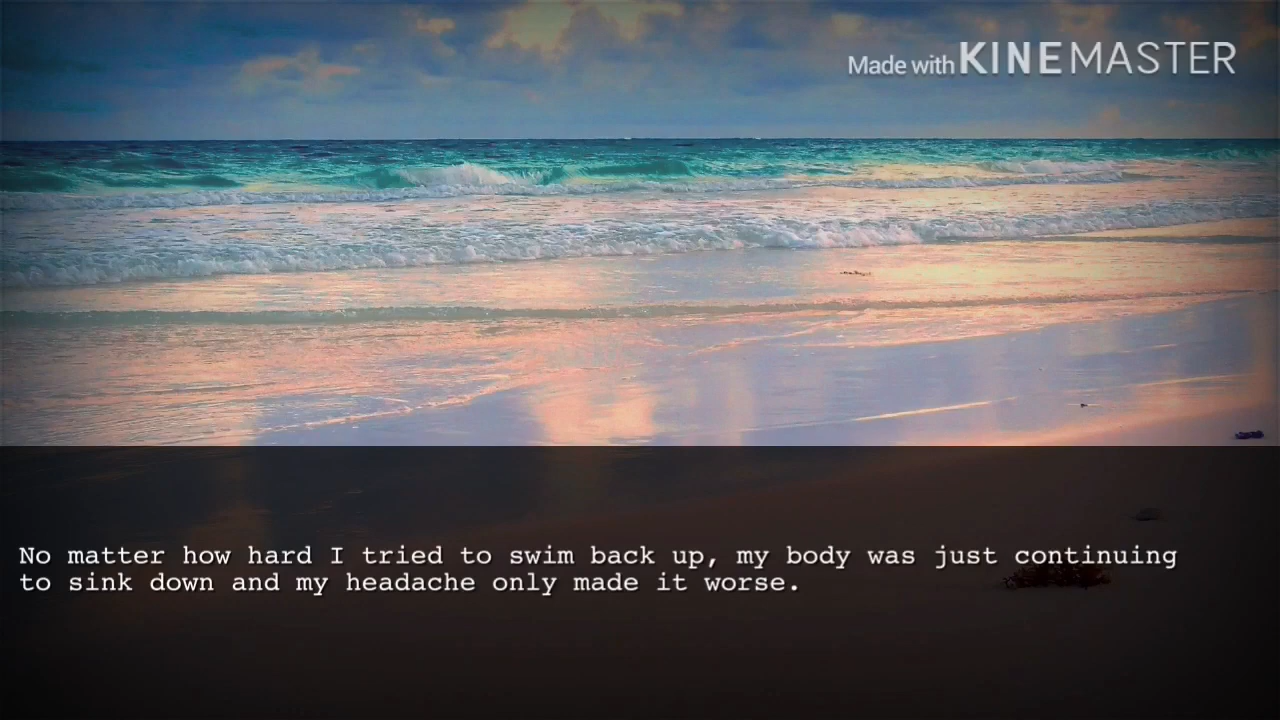 Made with KINEMASTER
No matter how hard I tried to swim back up, my body was just continuing
to sink down and my headache only made it worse.